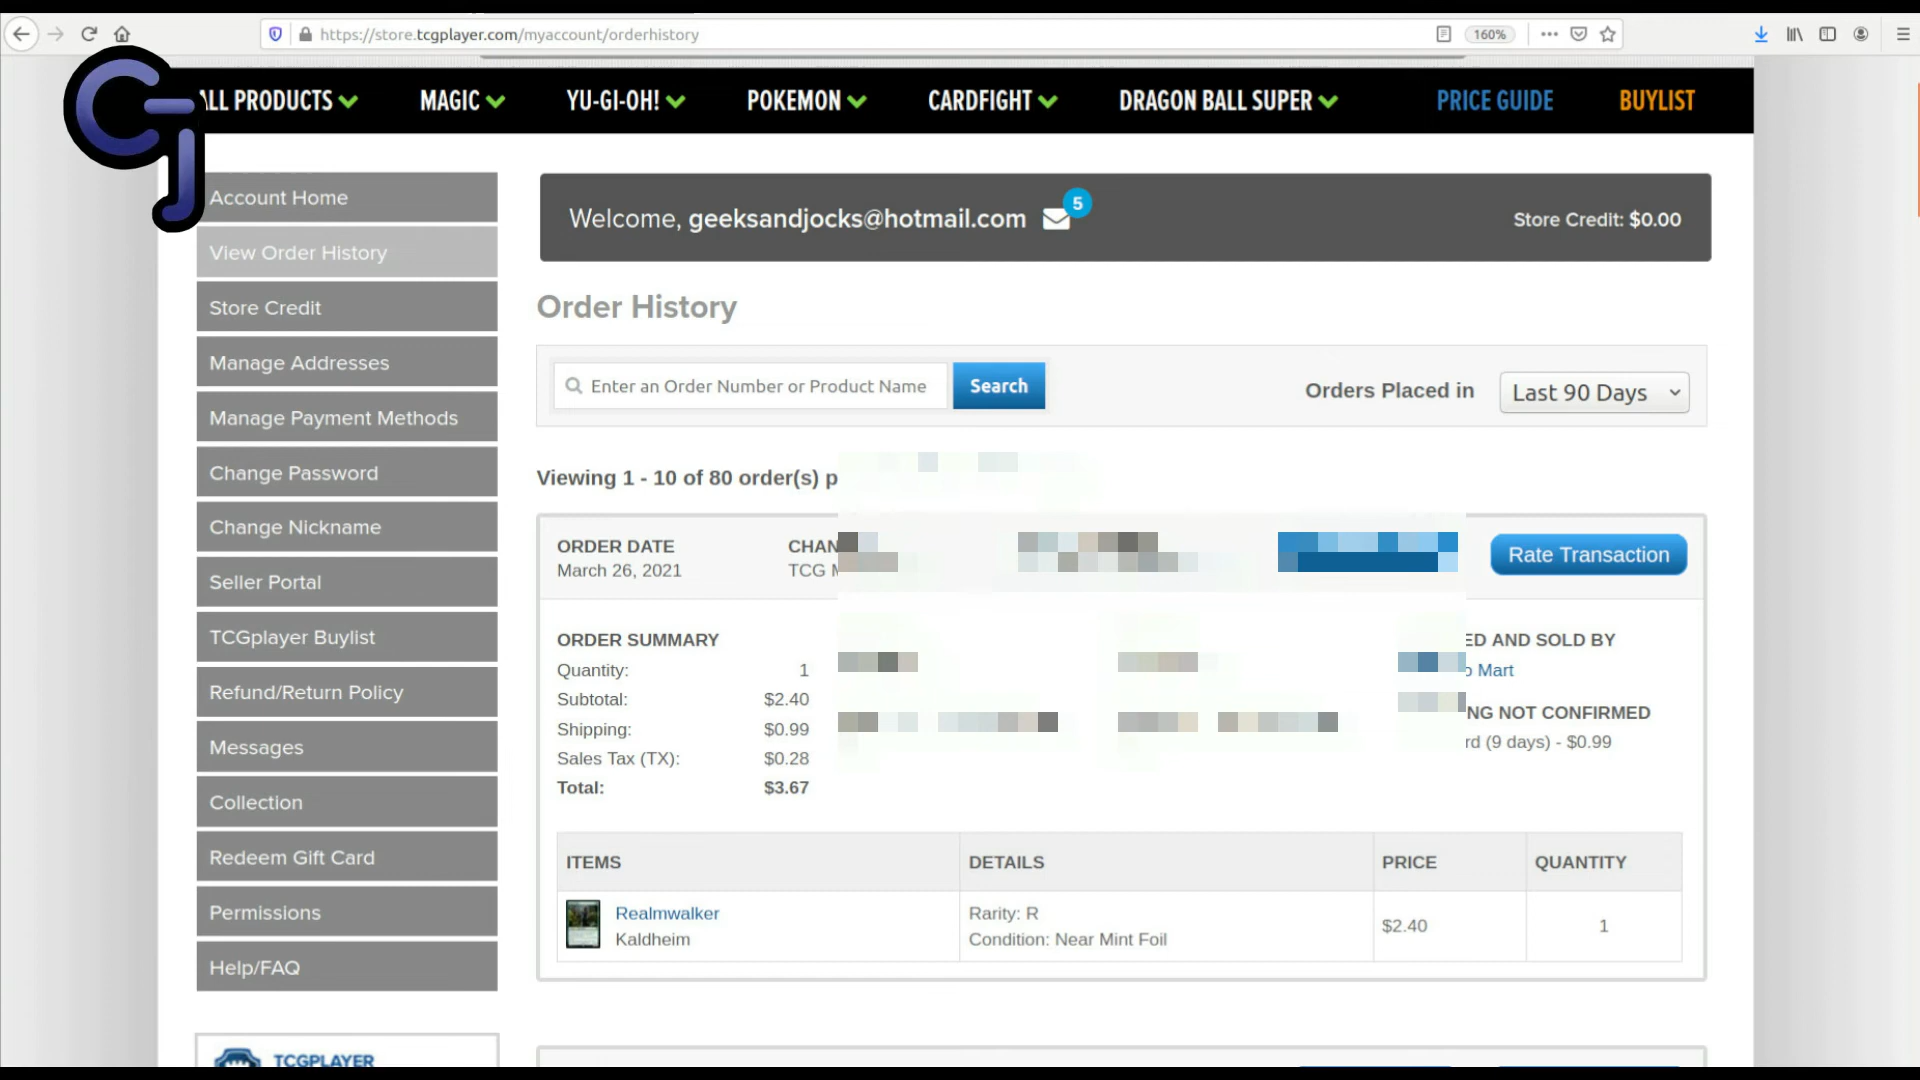 https://store.tcgplayer.com/myaccount/orderhistory
160%
ALL PRODUCTS
MAGIC
YU-GI-OH!
POKEMON
CARDFIGHT
DRAGON BALL SUPER
PRICE GUIDE
BUYLIST
GJ
Account Home
View Order History
Store Credit
Manage Addresses
Manage Payment Methods
Change Password
Change Nickname
Seller Portal
TCGplayer Buylist
Refund/Return Policy
Messages
Collection
Redeem Gift Card
Permissions
Help/FAQ
TCGPLAYER
Welcome, geeksandjocks@hotmail.com
5
Store Credit: $0.00
Order History
Enter an Order Number or Product Name
Search
Orders Placed in
Last 90 Days
Viewing 1 - 10 of 80 order(s) p
ORDER DATE
March 26, 2021
CHAN
TCG
Rate Transaction
ORDER SUMMARY
Quantity: 1
Subtotal: $2.40
Shipping: $0.99
Sales Tax (TX): $0.28
Total: $3.67
ED AND SOLD BY
o Mart
NG NOT CONFIRMED
rd (9 days) - $0.99
ITEMS DETAILS PRICE QUANTITY
Realmwalker
Kaldheim
Rarity: R
Condition: Near Mint Foil
$2.40
1